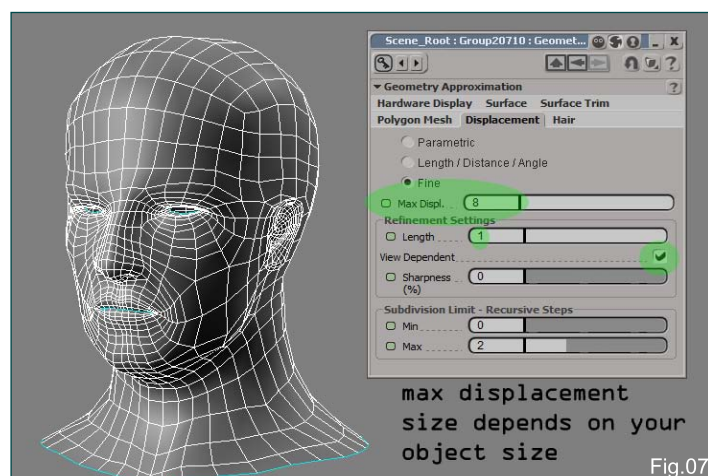 Scene_Root : Group20710 : Geomet...
Geometry Approximation
Hardware Display Surface Surface Trim
Polygon Mesh Displacement Hair
Parametric
Length / Distance / Angle
Fine
Max Displ. 8
Refinement Settings
Length 1
View Dependent
Sharpness 0
(%)
Subdivision Limit - Recursive Steps
Min 0
Max 2
max displacement
size depends on your
object size
Fig.07